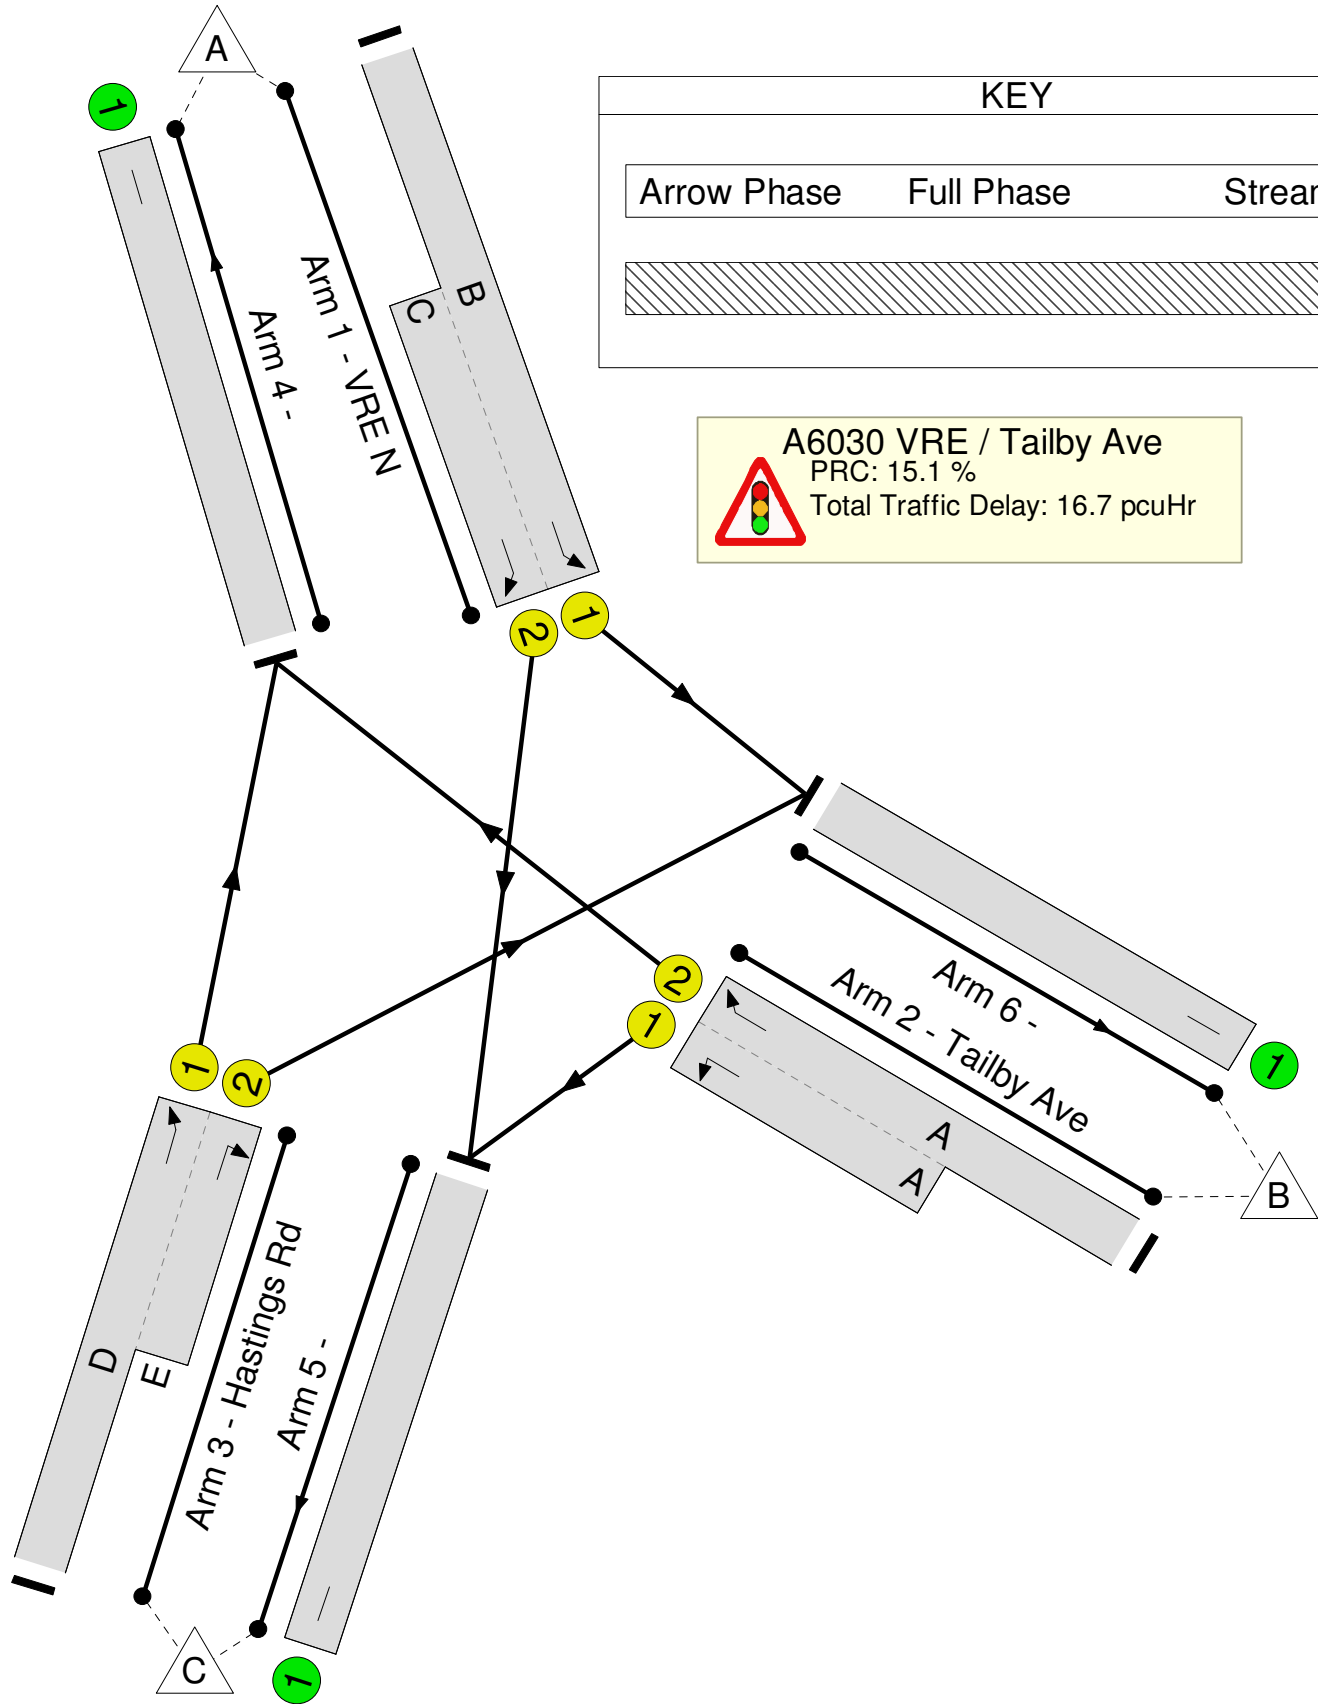 A
1
KEY
Arrow Phase Full Phase Strear
Arm 1 - VRE N
Arm 4 -
B
C
A6030 VRE / Tailby Ave
PRC: 15.1 %
Total Traffic Delay: 16.7 pcuHr
1
2
2
1
Arm 6 -
Arm 2 - Tailby Ave
A
A
1
B
1
2
D
E
Arm 3 - Hastings Rd
Arm 5 -
C
1